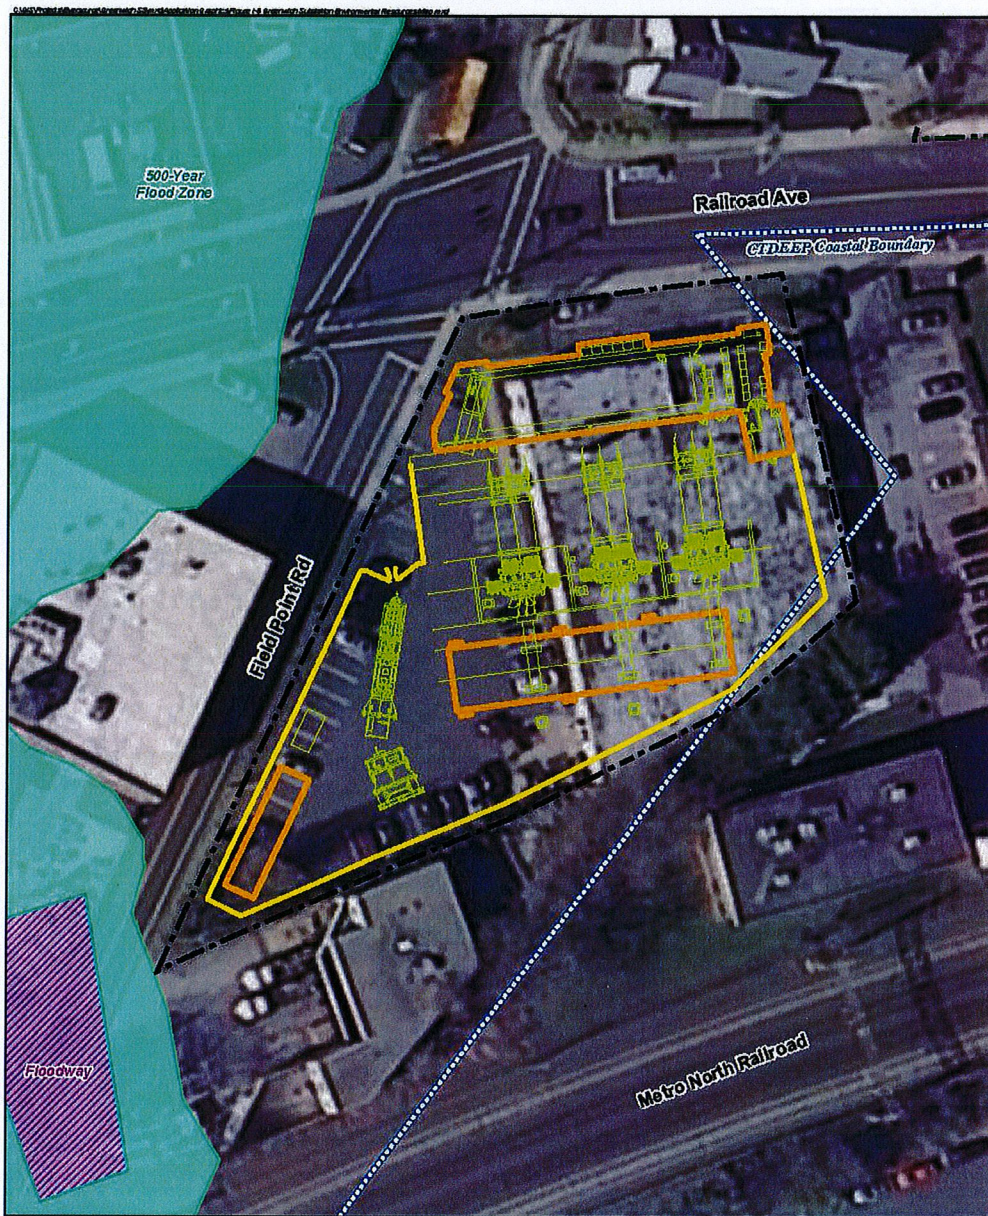 500-Year
Flood Zone
Railroad Ave
CTDEEP Coastal Boundary
Field Point Rd
Floodway
Metro North Railroad